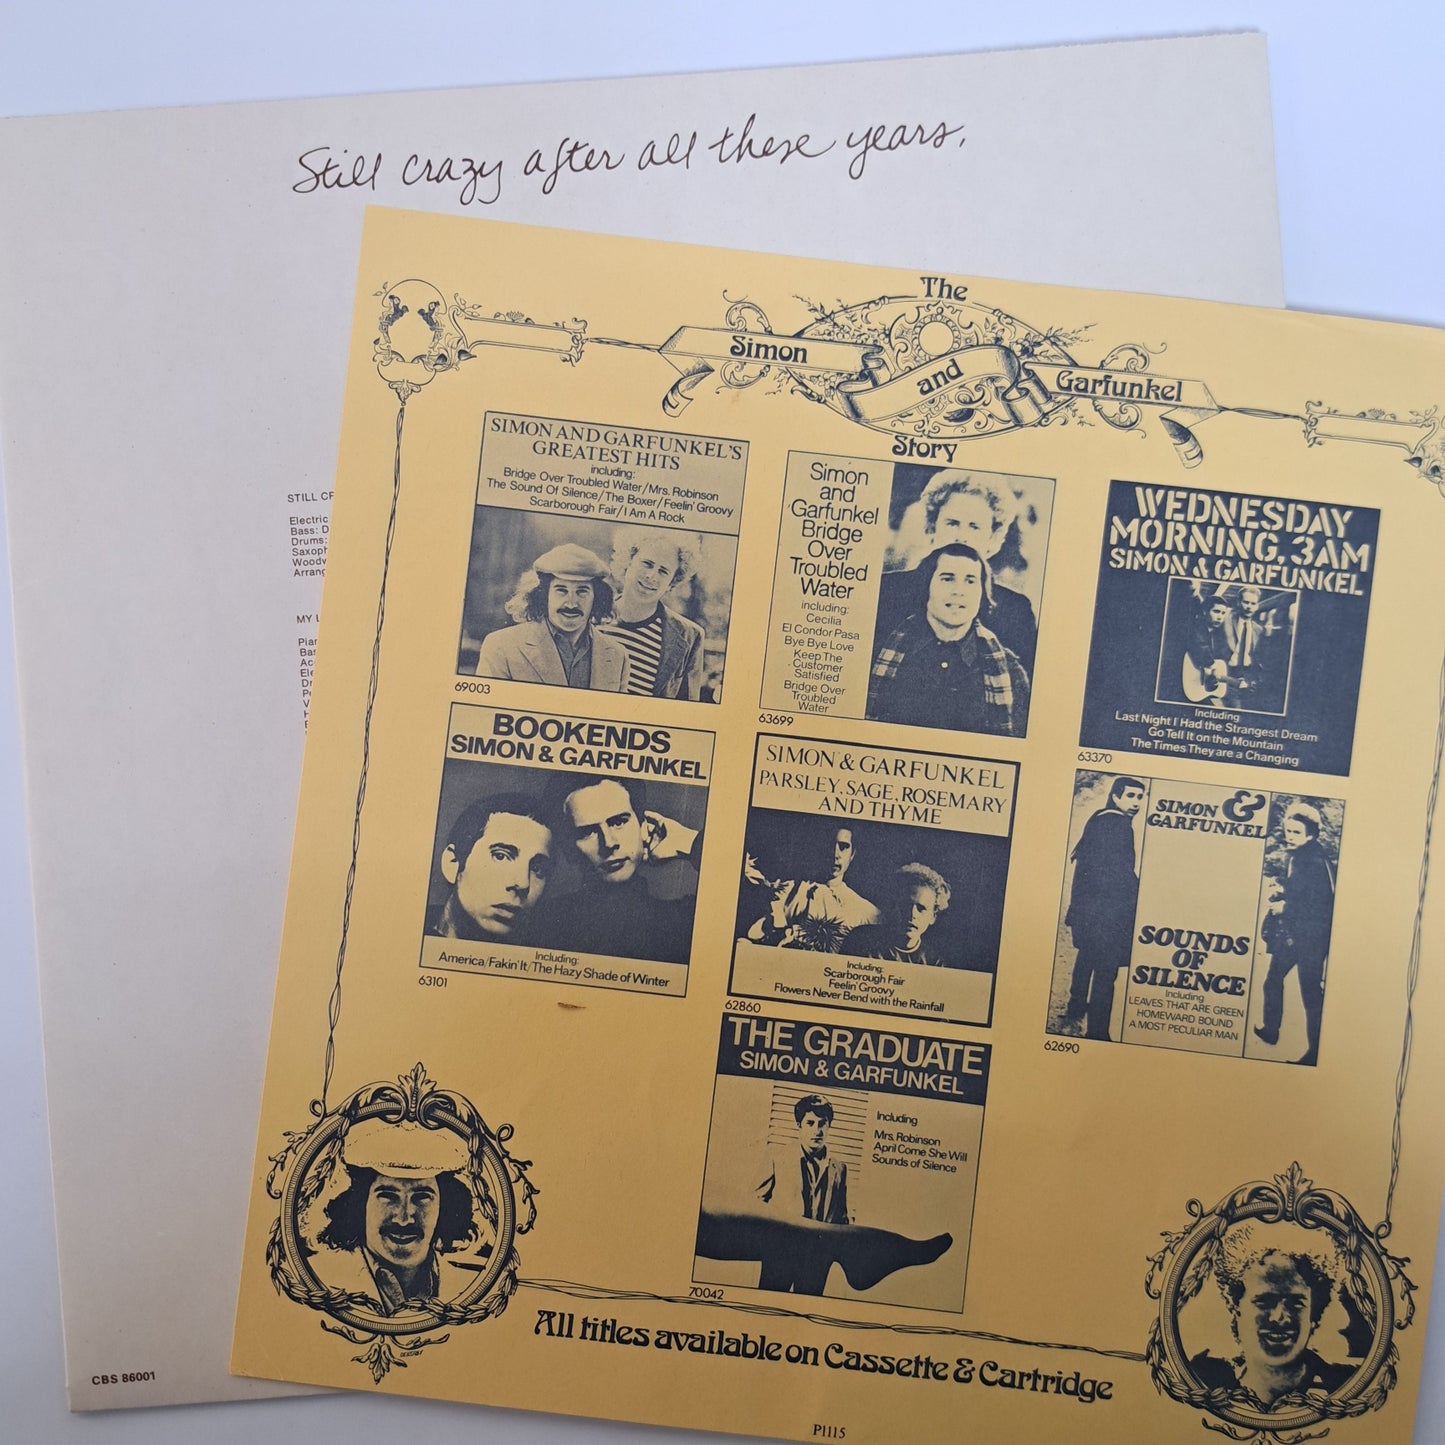 Still crazy after all these years.
STILL CR
Electric
Bass: D
Drums:
Saxoph
Woodw
Arrang
MY L
Pian
Bas
Ac
Ele
Dr
Pe
V
H
CBS 86001
The
Simon and Garfunkel
Story
SIMON AND GARFUNKEL'S
GREATEST HITS
including:
Bridge Over Troubled Water/Mrs. Robinson
The Sound Of Silence/The Boxer/Feelin' Groovy
Scarborough Fair/I Am A Rock
69003
Simon
and
Garfunkel
Bridge
Over
Troubled
Water
including:
Cecilia
El Condor Pasa
Bye Bye Love
Keep The
Customer
Satisfied
Bridge Over
Troubled
Water
63699
WEDNESDAY
MORNING, 3AM
SIMON & GARFUNKEL
Including
Last Night I Had the Strangest Dream
Go Tell It on the Mountain
The Times They are a Changing
63370
BOOKENDS
SIMON & GARFUNKEL
Including:
America/Fakin' It/The Hazy Shade of Winter
63101
SIMON & GARFUNKEL
PARSLEY, SAGE, ROSEMARY
AND THYME
Including:
Scarborough Fair
Feelin' Groovy
Flowers Never Bend with the Rainfall
62860
SIMON &
GARFUNKEL
SOUNDS
OF
SILENCE
Including
LEAVES THAT ARE GREEN
HOMEWARD BOUND
A MOST PECULIAR MAN
62690
THE GRADUATE
SIMON & GARFUNKEL
Including
Mrs. Robinson
April Come She Will
Sounds of Silence
70042
All titles available on Cassette & Cartridge
P1115